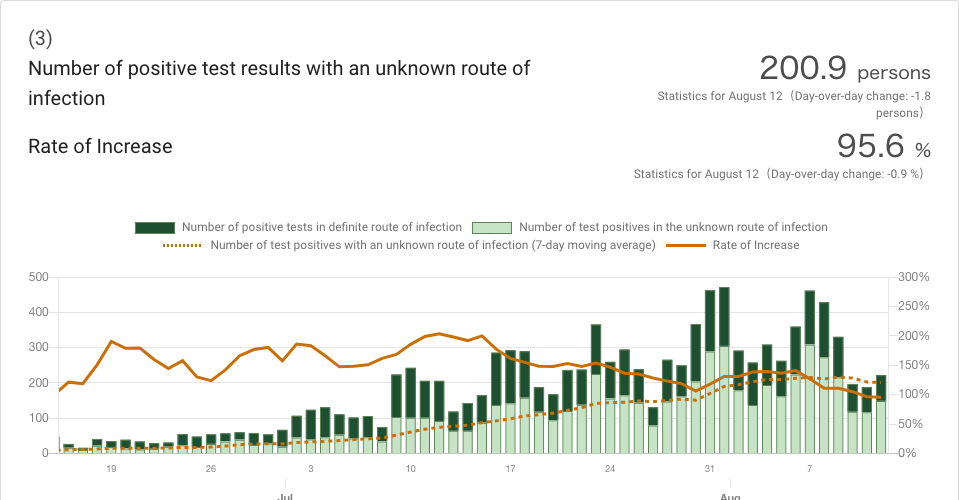 (3)
Number of positive test results with an unknown route of
infection
200.9 persons
Statistics for August 12（Day-over-day change: -1.8
persons）
Rate of Increase
95.6 %
Statistics for August 12（Day-over-day change: -0.9 %）
Number of positive tests in definite route of infection
Number of test positives in the unknown route of infection
Number of test positives with an unknown route of infection (7-day moving average)
Rate of Increase
500
400
300
200
100
0
300%
250%
200%
150%
100%
50%
0%
19 26 3 10 17 24 31 7
Jul Aug